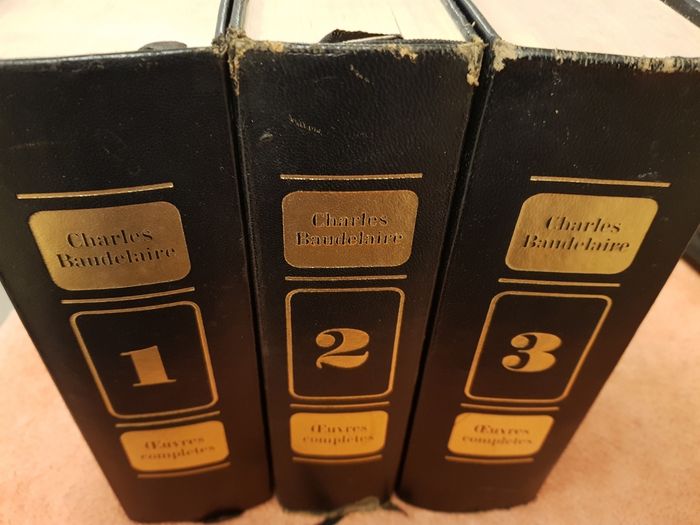 Charles
Baudelaire
1
Œuvres
complètes
Charles
Baudelaire
2
Œuvres
complètes
Charles
Baudelaire
3
Œuvres
complètes